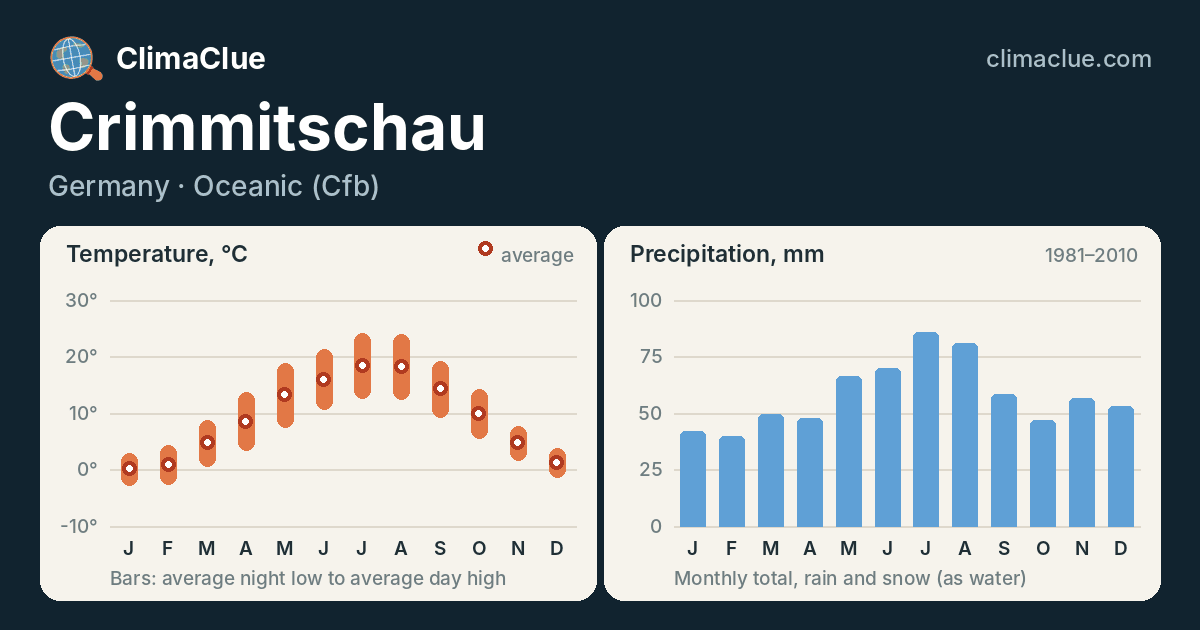 ClimaClue
climaclue.com
Crimmitschau
Germany · Oceanic (Cfb)
Temperature, °C
average
30°
20°
10°
0°
-10°
J F M A M J J A S O N D
Bars: average night low to average day high
Precipitation, mm
1981–2010
100
75
50
25
0
J F M A M J J A S O N D
Monthly total, rain and snow (as water)